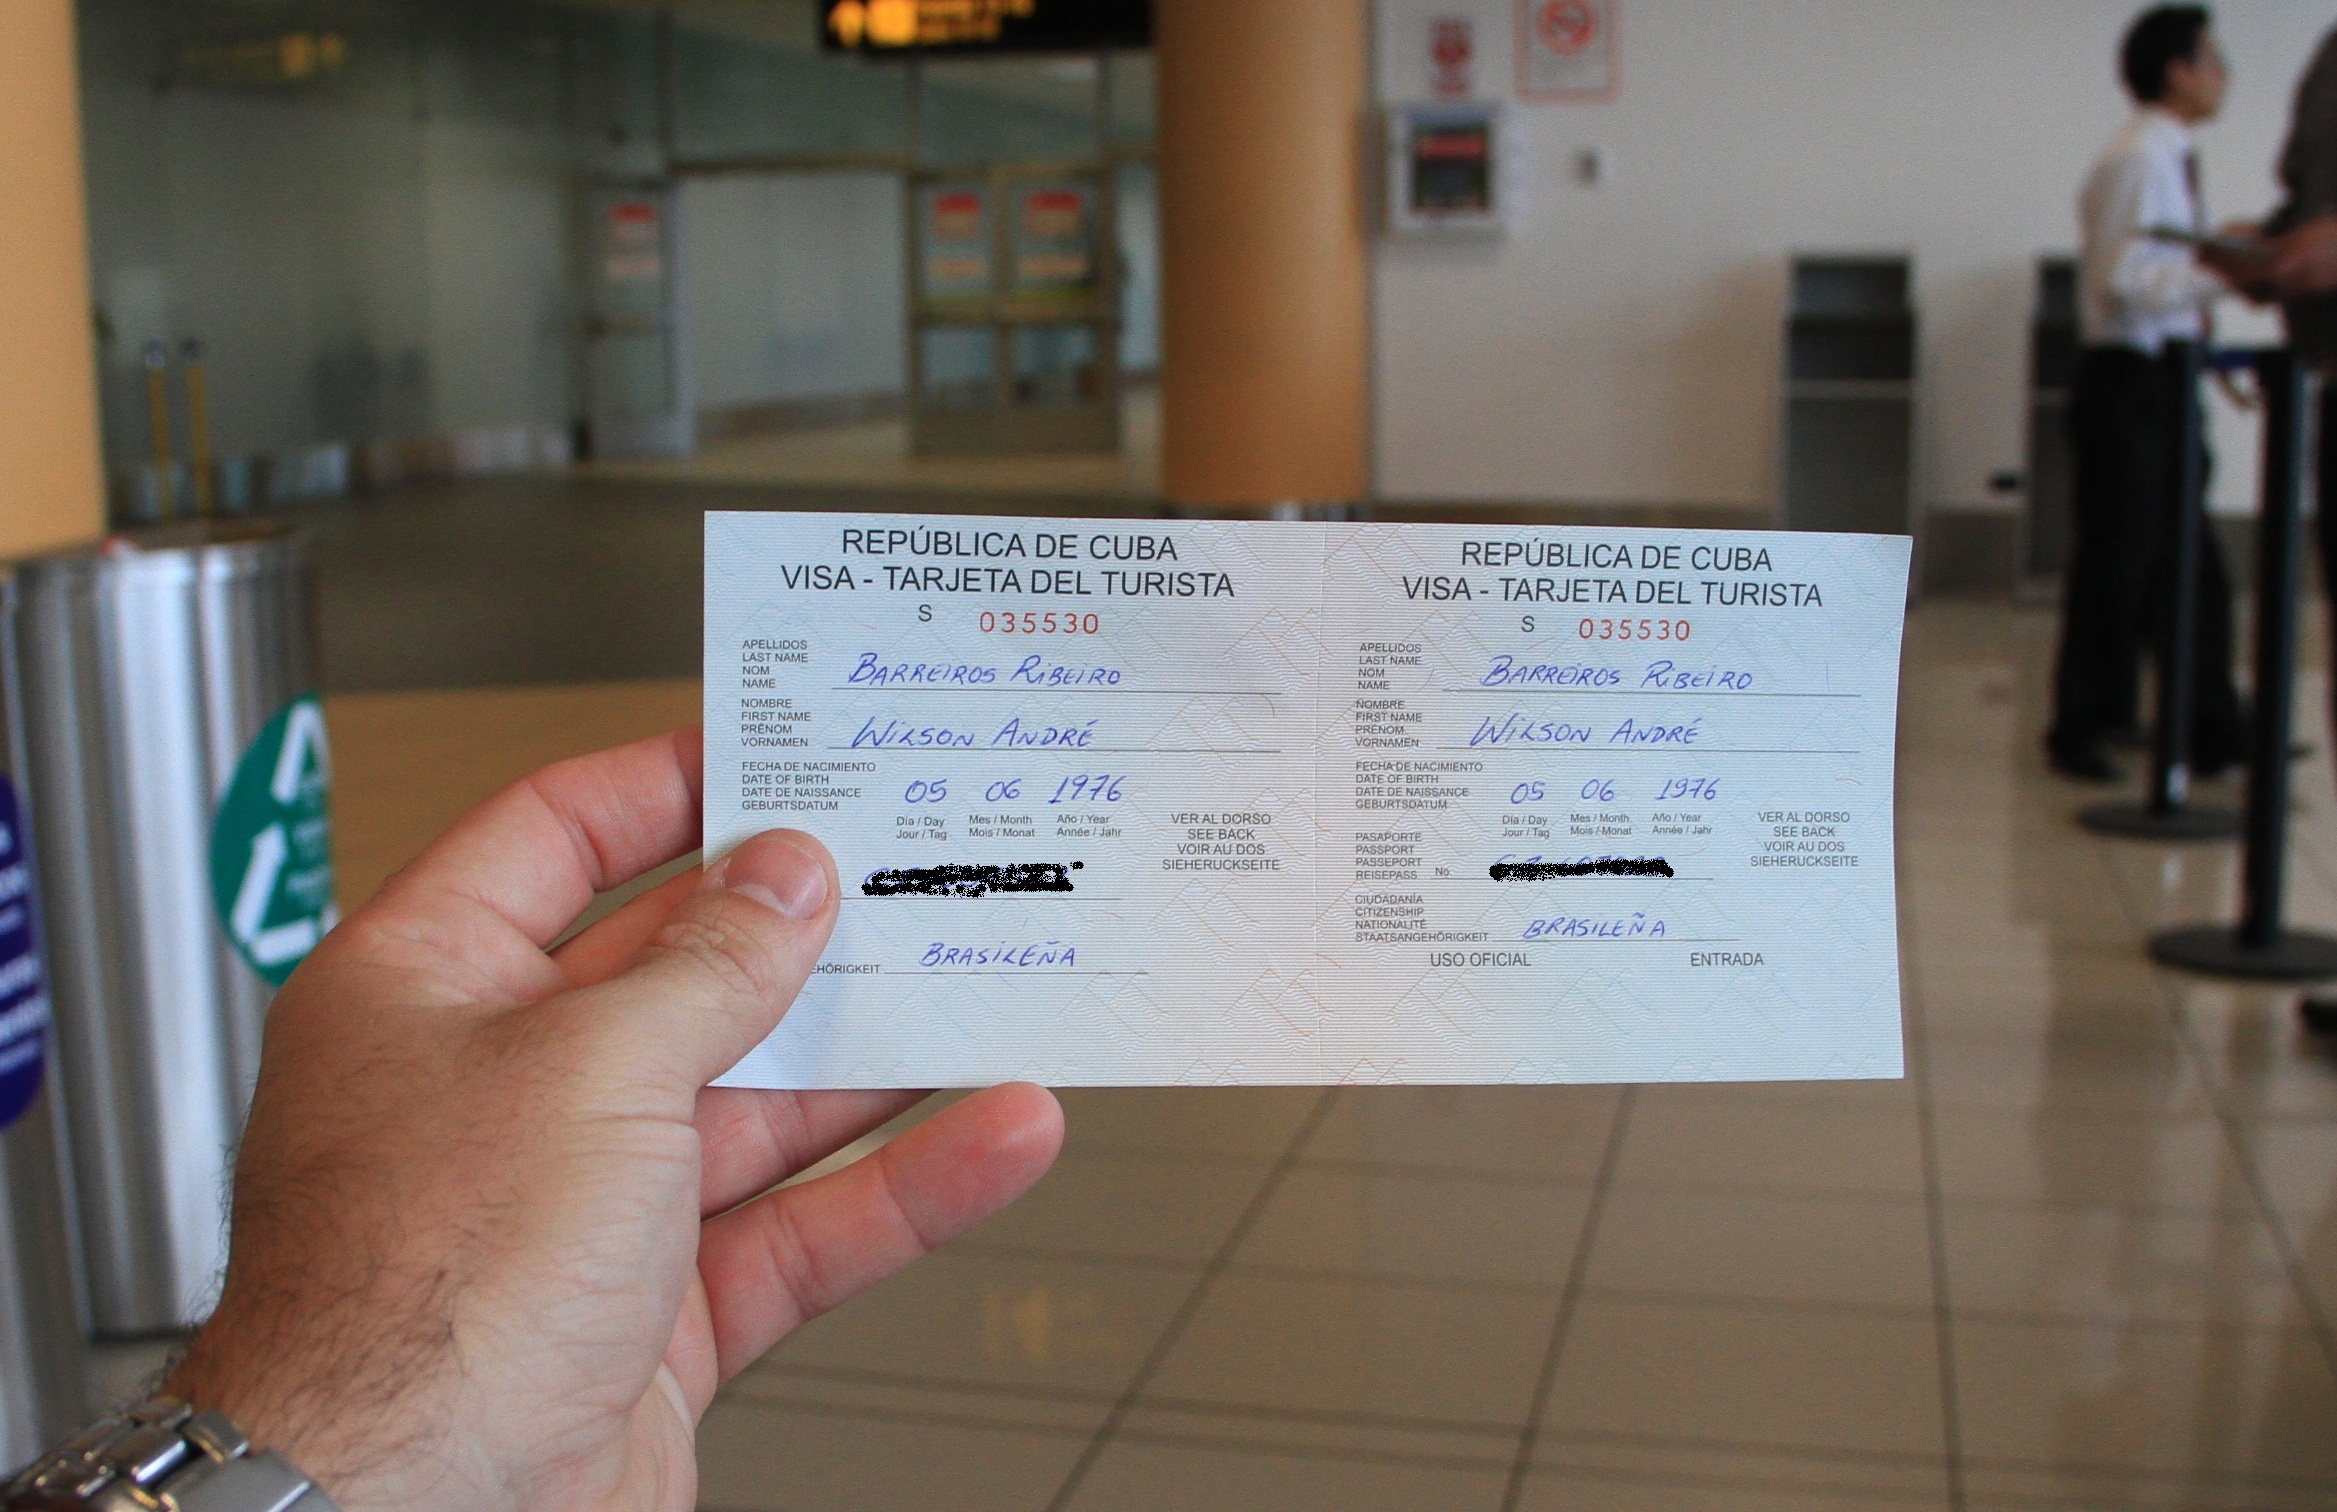 REPÚBLICA DE CUBA
VISA - TARJETA DEL TURISTA
S 035530
APELLIDOS
LAST NAME
NOM
NAME
BARREIROS RIBEIRO
NOMBRE
FIRST NAME
PRÉNOM
VORNAMEN
WILSON ANDRÉ
FECHA DE NACIMIENTO
DATE OF BIRTH
DATE DE NAISSANCE
GEBURTSDATUM
05 06 1976
Día / Day Mes / Month Año / Year
Jour / Tag Mois / Monat Année / Jahr
VER AL DORSO
SEE BACK
VOIR AU DOS
SIEHERUCKSEITE
EHÖRIGKEIT BRASILEÑA
REPÚBLICA DE CUBA
VISA - TARJETA DEL TURISTA
S 035530
APELLIDOS
LAST NAME
NOM
NAME
BARREIROS RIBEIRO
NOMBRE
FIRST NAME
PRÉNOM
VORNAMEN
WILSON ANDRÉ
FECHA DE NACIMIENTO
DATE OF BIRTH
DATE DE NAISSANCE
GEBURTSDATUM
05 06 1976
Día / Day Mes / Month Año / Year
Jour / Tag Mois / Monat Année / Jahr
VER AL DORSO
SEE BACK
VOIR AU DOS
SIEHERUCKSEITE
PASAPORTE
PASSPORT
PASSEPORT
REISEPASS No.
CIUDADANÍA
CITIZENSHIP
NATIONALITÉ
STAATSANGEHÖRIGKEIT
BRASILEÑA
USO OFICIAL ENTRADA